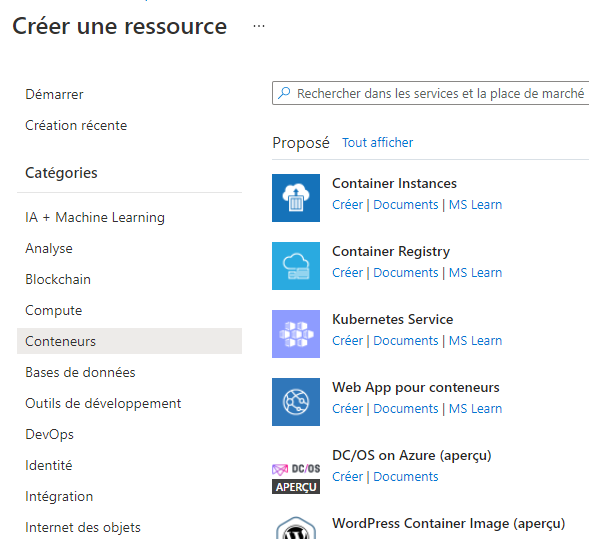 Créer une ressource ...
Démarrer
Création récente
Catégories
IA + Machine Learning
Analyse
Blockchain
Compute
Conteneurs
Bases de données
Outils de développement
DevOps
Identité
Intégration
Internet des objets
Rechercher dans les services et la place de marché
Proposé Tout afficher
Container Instances
Créer | Documents | MS Learn
Container Registry
Créer | Documents | MS Learn
Kubernetes Service
Créer | Documents | MS Learn
Web App pour conteneurs
Créer | Documents | MS Learn
DC/OS
APERÇU
DC/OS on Azure (aperçu)
Créer | Documents
WordPress Container Image (aperçu)